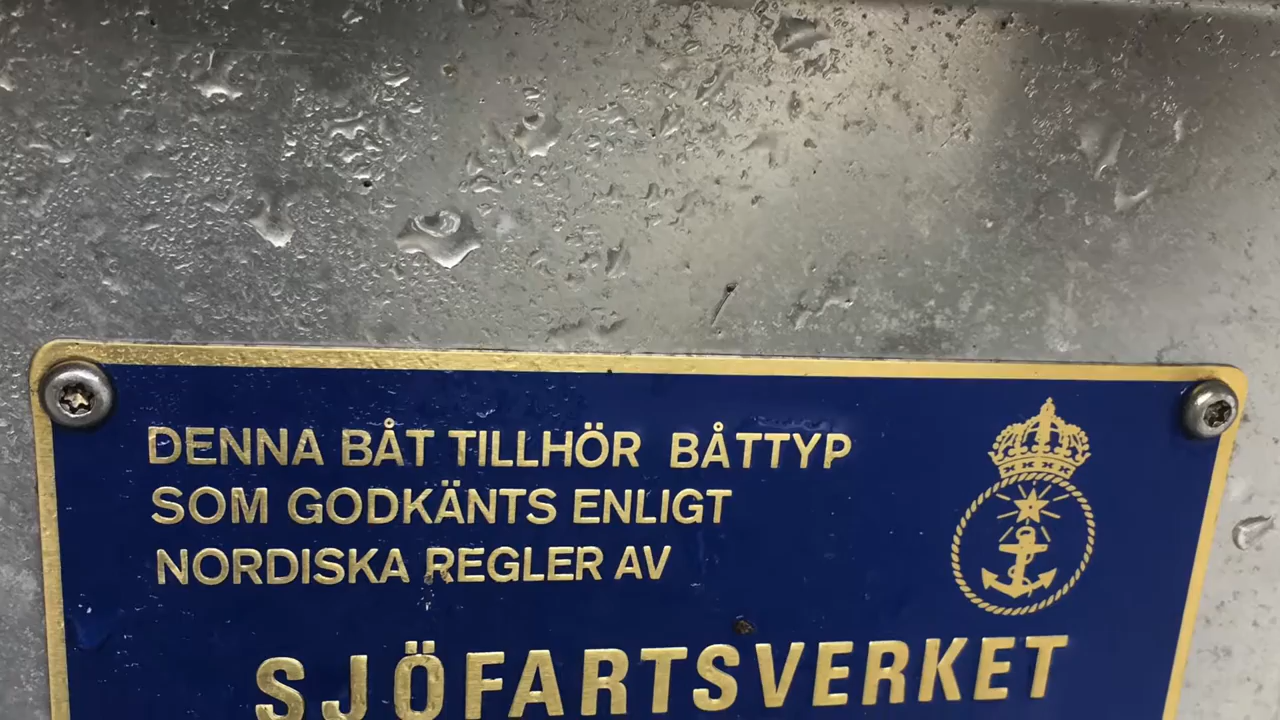 DENNA BÅT TILLHÖR BÅTTYP
SOM GODKÄNTS ENLIGT
NORDISKA REGLER AV
SJÖFARTSVERKET